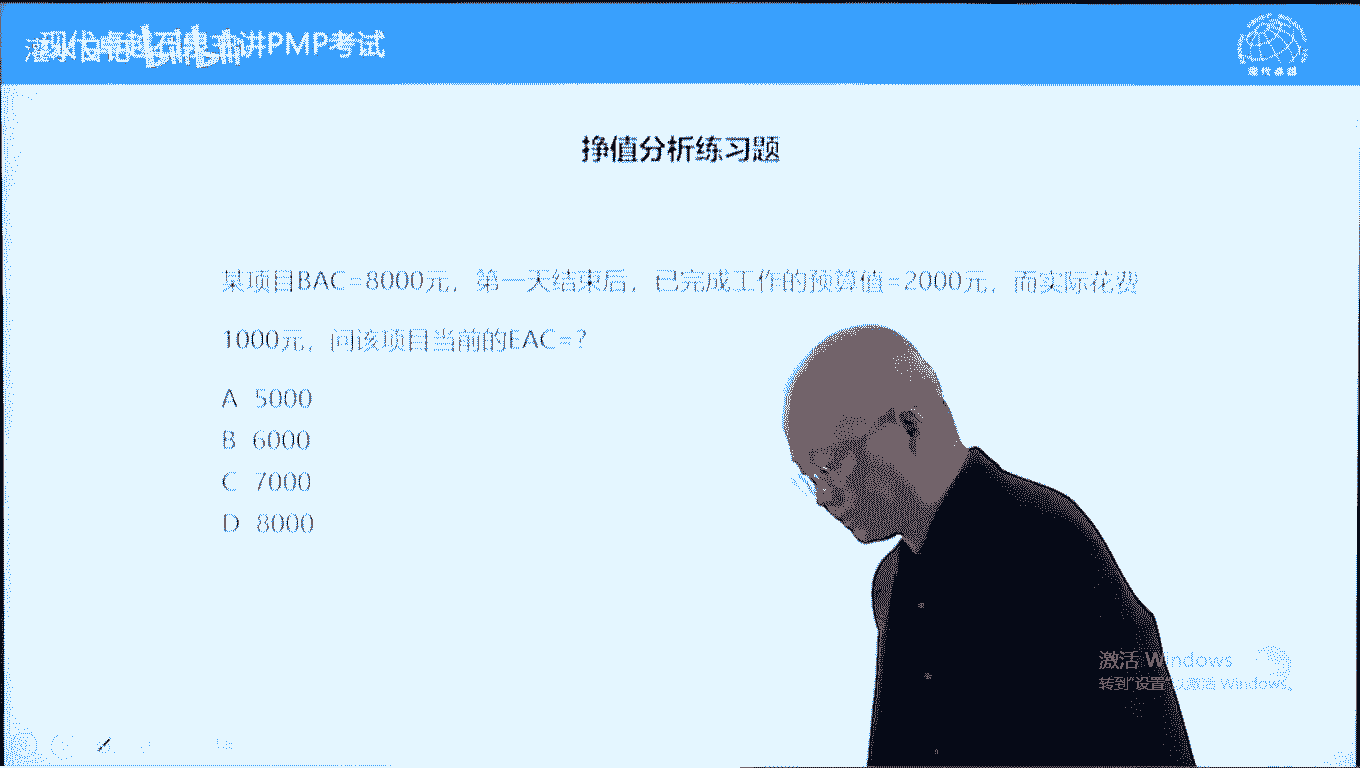 讲PMP考试
现代卓越
挣值分析练习题
某项目BAC=8000元，第一天结束后，已完成工作的预算值=2000元，而实际花费
1000元，问该项目当前的EAC=？
A 5000
B 6000
C 7000
D 8000
激活 Windows
转到"设置"以激活 Windows。